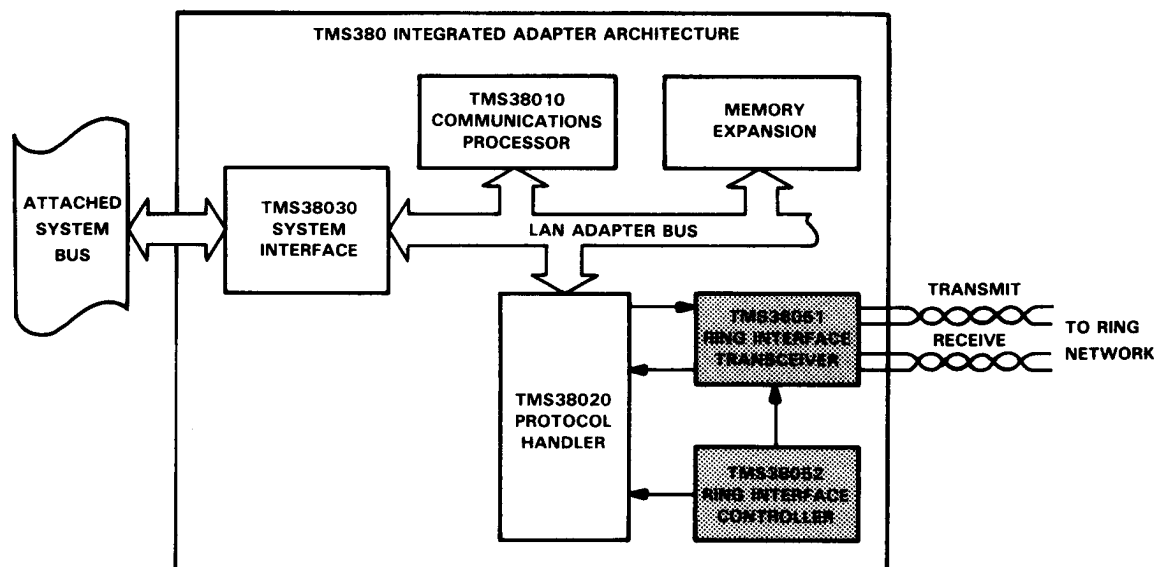 TMS380 INTEGRATED ADAPTER ARCHITECTURE
TMS38010
COMMUNICATIONS
PROCESSOR
MEMORY
EXPANSION
ATTACHED
SYSTEM
BUS
TMS38030
SYSTEM
INTERFACE
LAN ADAPTER BUS
TMS38020
PROTOCOL
HANDLER
TMS38051
RING INTERFACE
TRANSCEIVER
TRANSMIT
RECEIVE
TO RING
NETWORK
TMS38052
RING INTERFACE
CONTROLLER